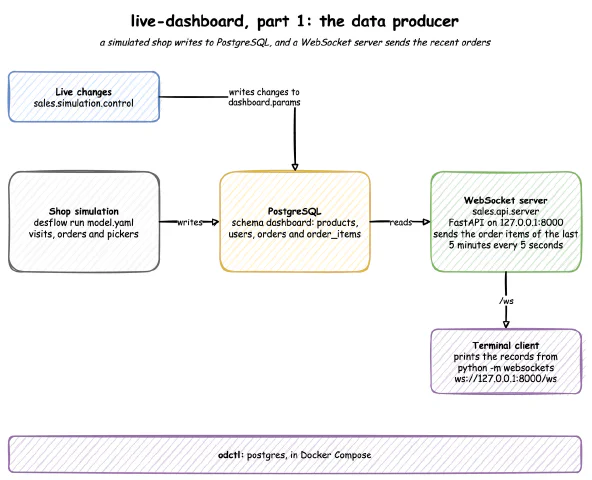 live-dashboard, part 1: the data producer
a simulated shop writes to PostgreSQL, and a WebSocket server sends the recent orders
Live changes
sales.simulation.control
writes changes to
dashboard.params
Shop simulation
desflow run model.yaml
visits, orders and pickers
writes
PostgreSQL
schema dashboard: products,
users, orders and order_items
reads
WebSocket server
sales.api.server
FastAPI on 127.0.0.1:8000
sends the order items of the last
5 minutes every 5 seconds
/ws
Terminal client
prints the records from
python -m websockets
ws://127.0.0.1:8000/ws
odctl: postgres, in Docker Compose